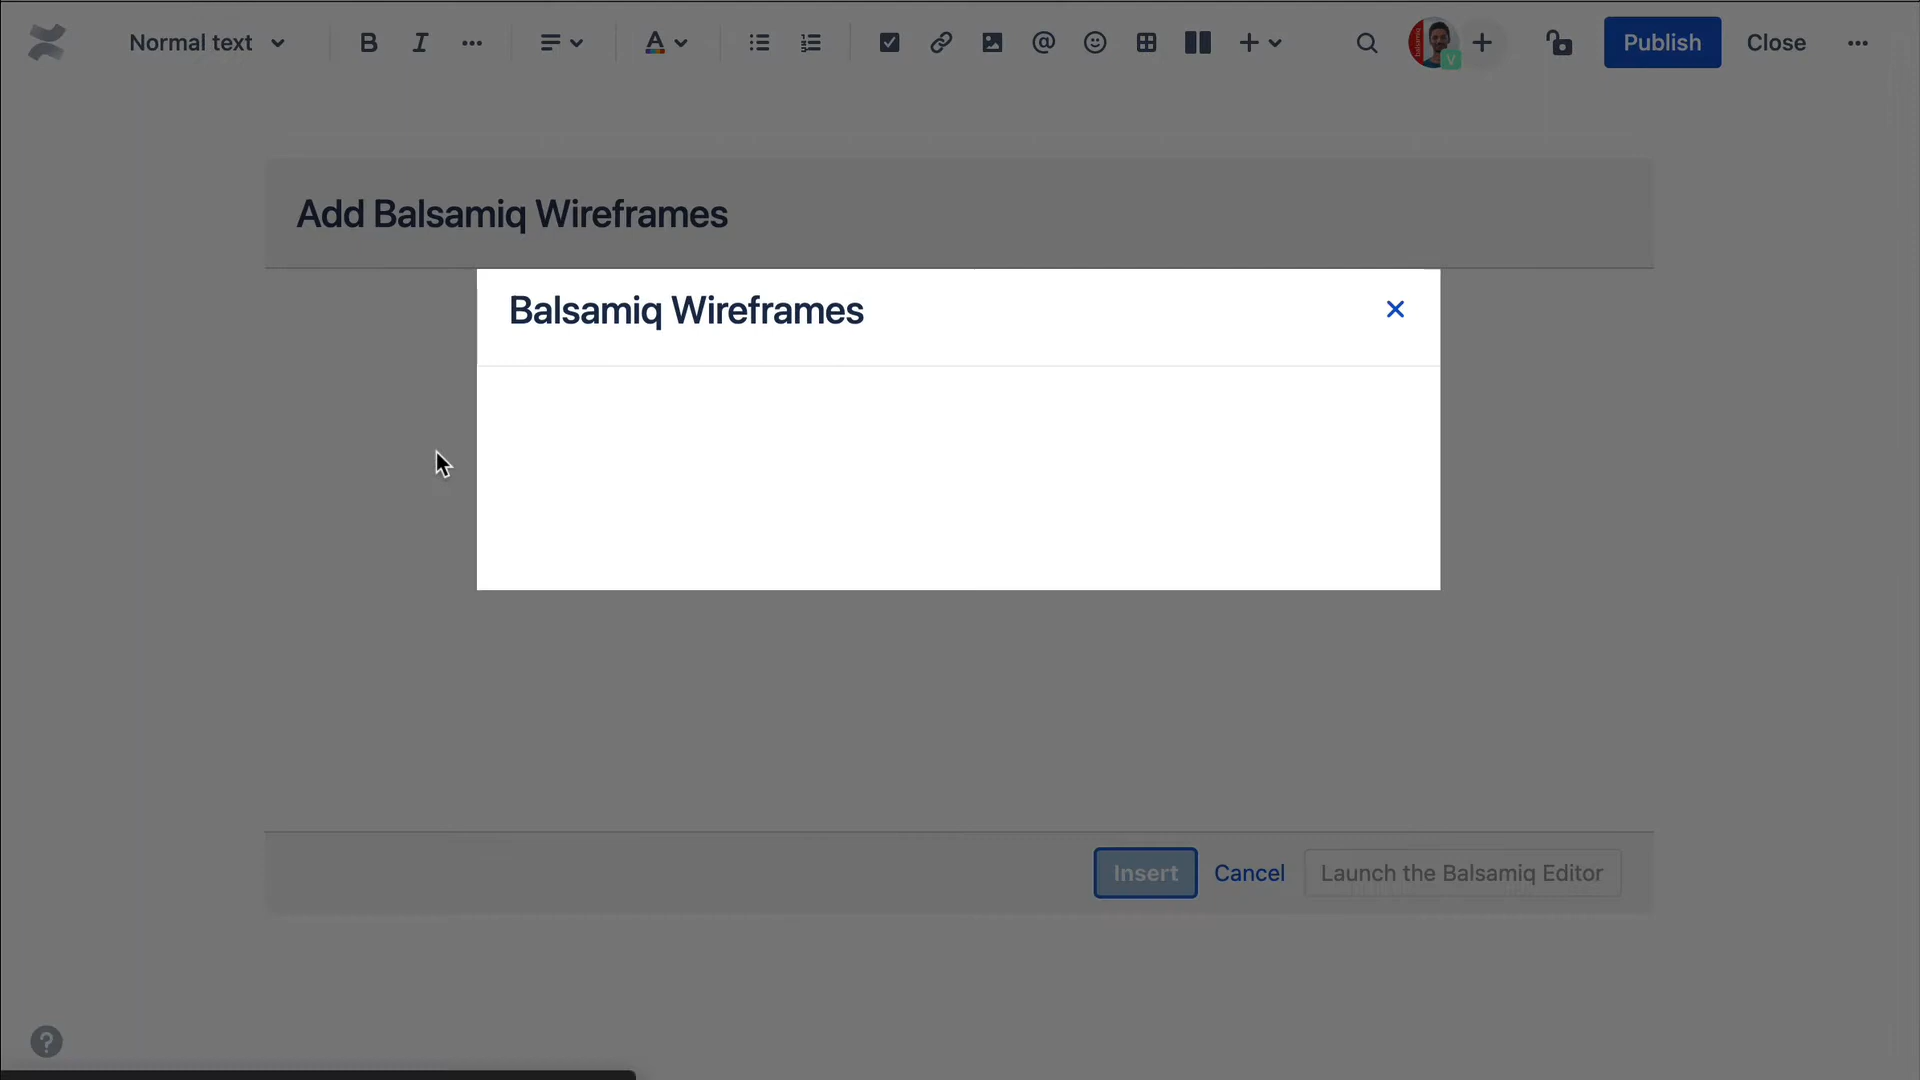 Normal text
Publish
Close
Add Balsamiq Wireframes
Balsamiq Wireframes
Insert
Cancel
Launch the Balsamiq Editor